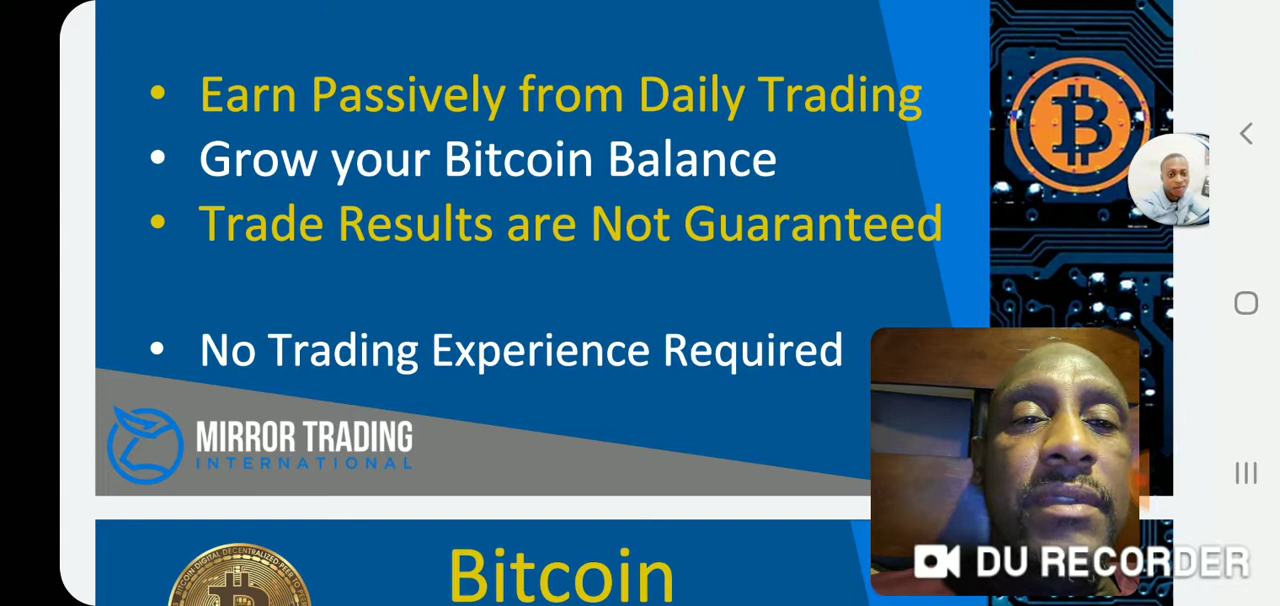 Earn Passively from Daily Trading
Grow your Bitcoin Balance
Trade Results are Not Guaranteed
No Trading Experience Required
MIRROR TRADING
INTERNATIONAL
DU RECORDER
Bitcoin